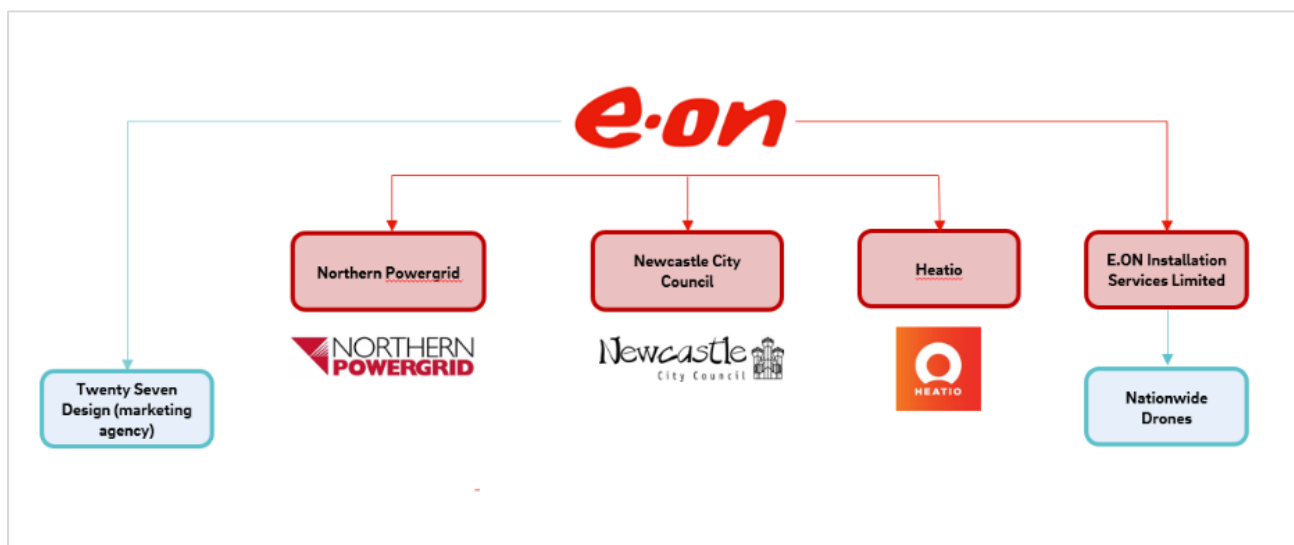 e·on
Northern Powergrid
Newcastle City
Council
Heatio
E.ON Installation
Services Limited
NORTHERN
POWERGRID
Newcastle
City Council
HEATIO
Twenty Seven
Design (marketing
agency)
Nationwide
Drones